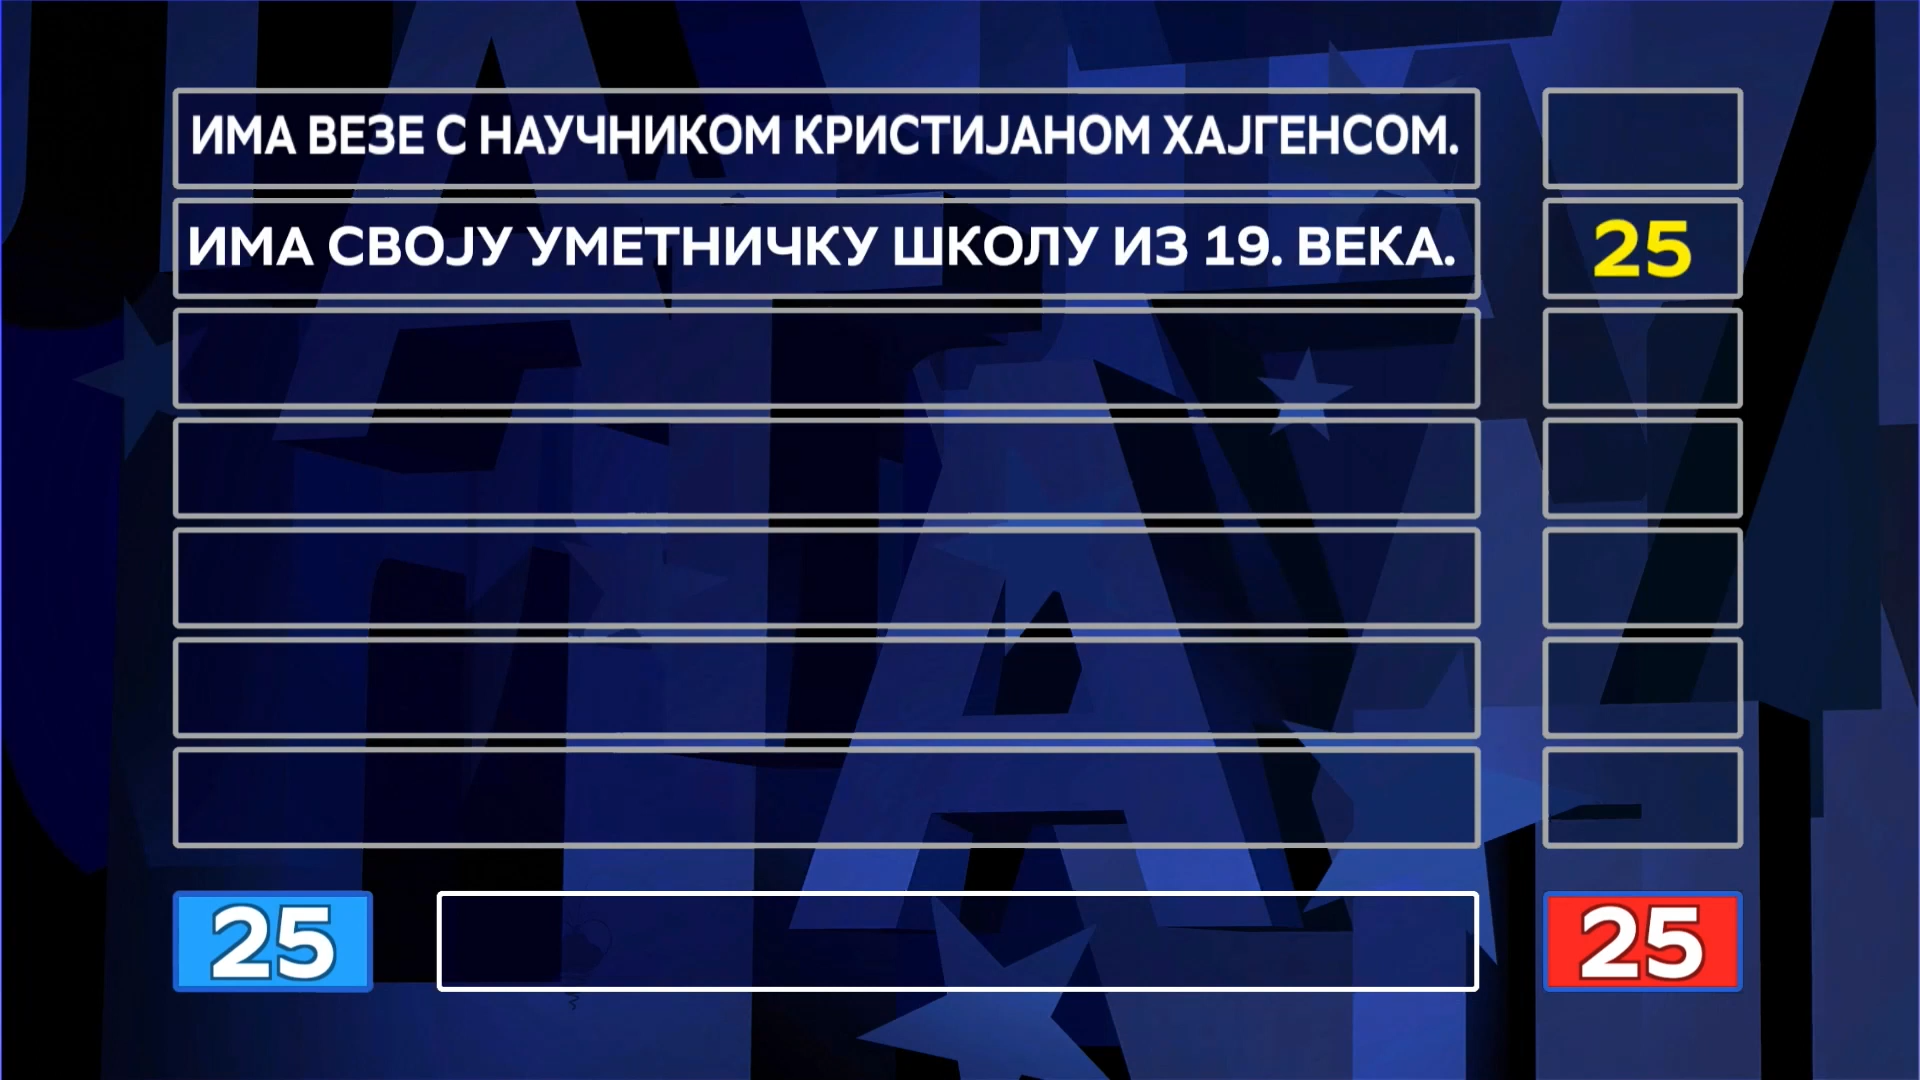 ИМА ВЕЗЕ С НАУЧНИКОМ КРИСТИЈАНОМ ХАЈГЕНСОМ.
ИМА СВОЈУ УМЕТНИЧКУ ШКОЛУ ИЗ 19. ВЕКА. 25
25 25